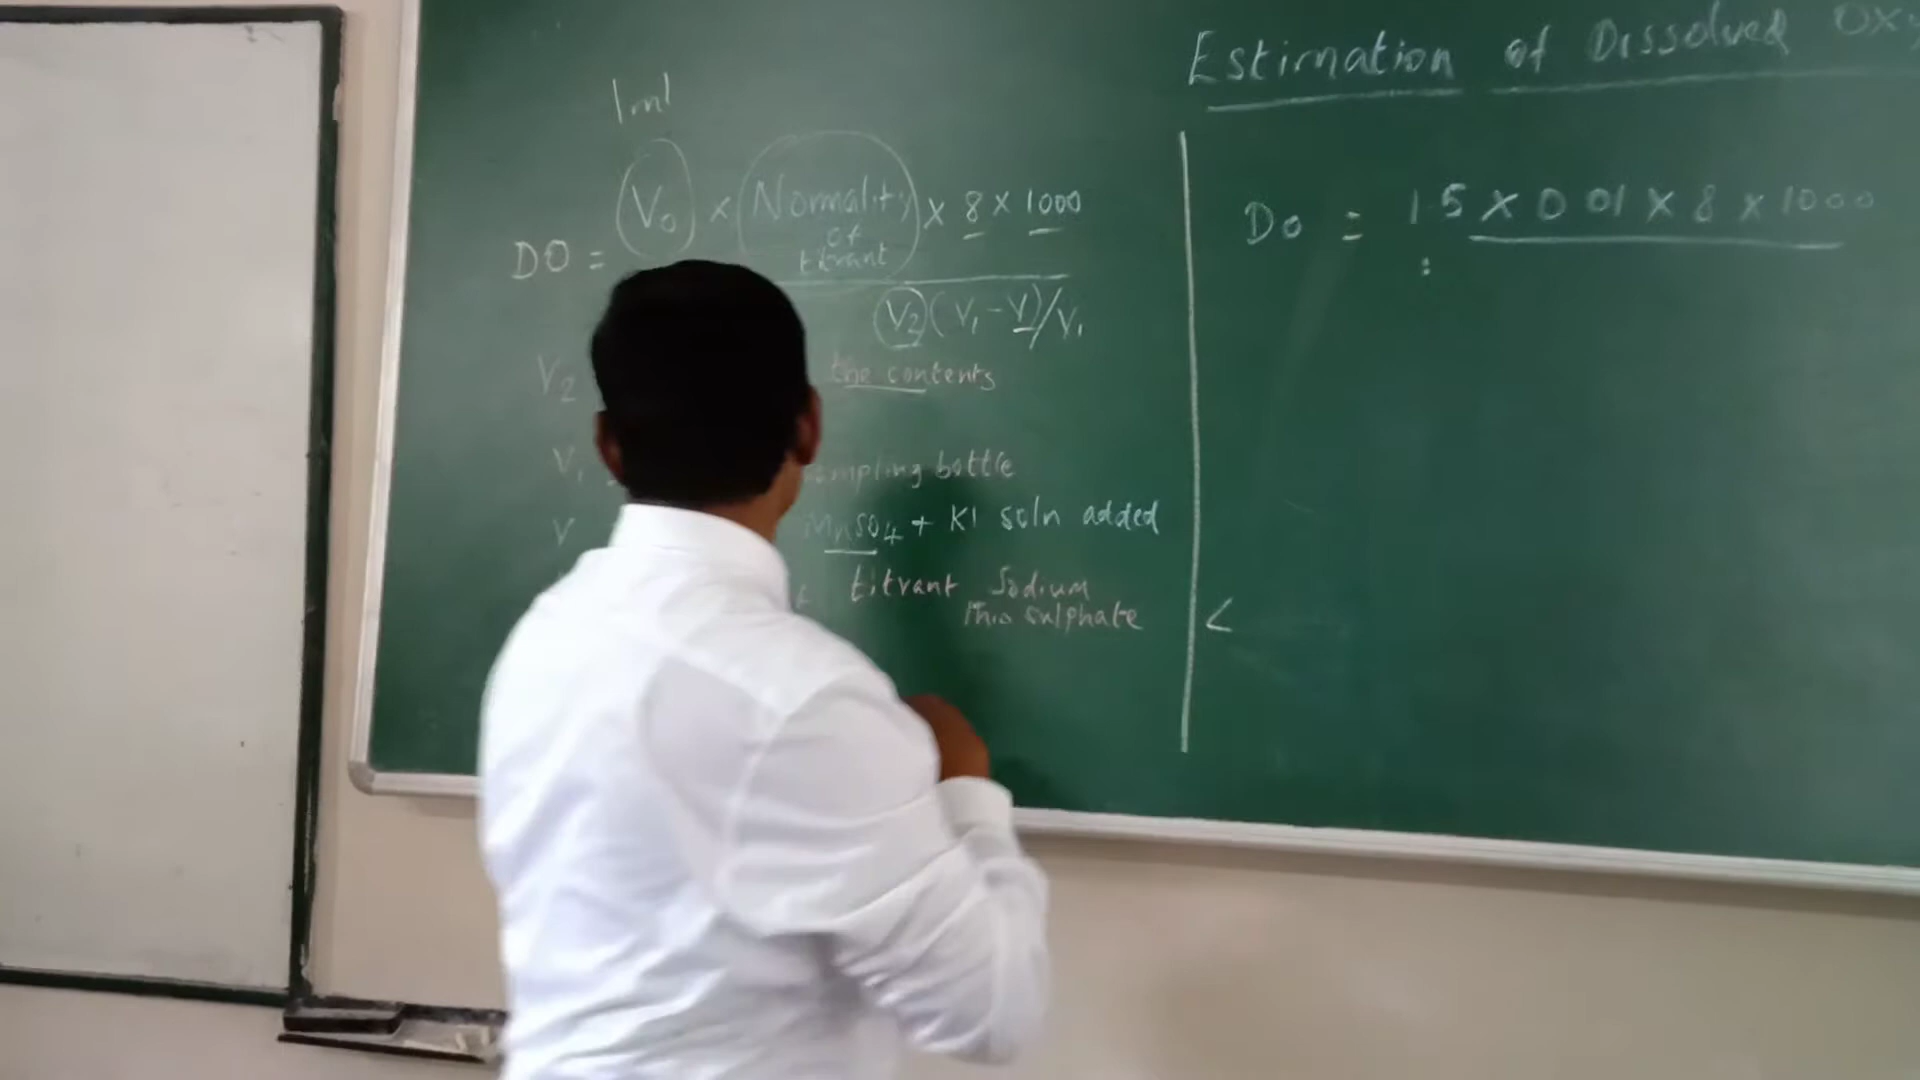 Estimation of Dissolved Oxy
1ml
DO = V₀ × Normality of titrant × 8 × 1000
V₂ (V₁ - V)/V₁
V₂ the contents
V₁ sampling bottle
V MnSO₄ + KI soln added
titrant Sodium
thio sulphate
DO = 1.5 × 0.01 × 8 × 1000
<